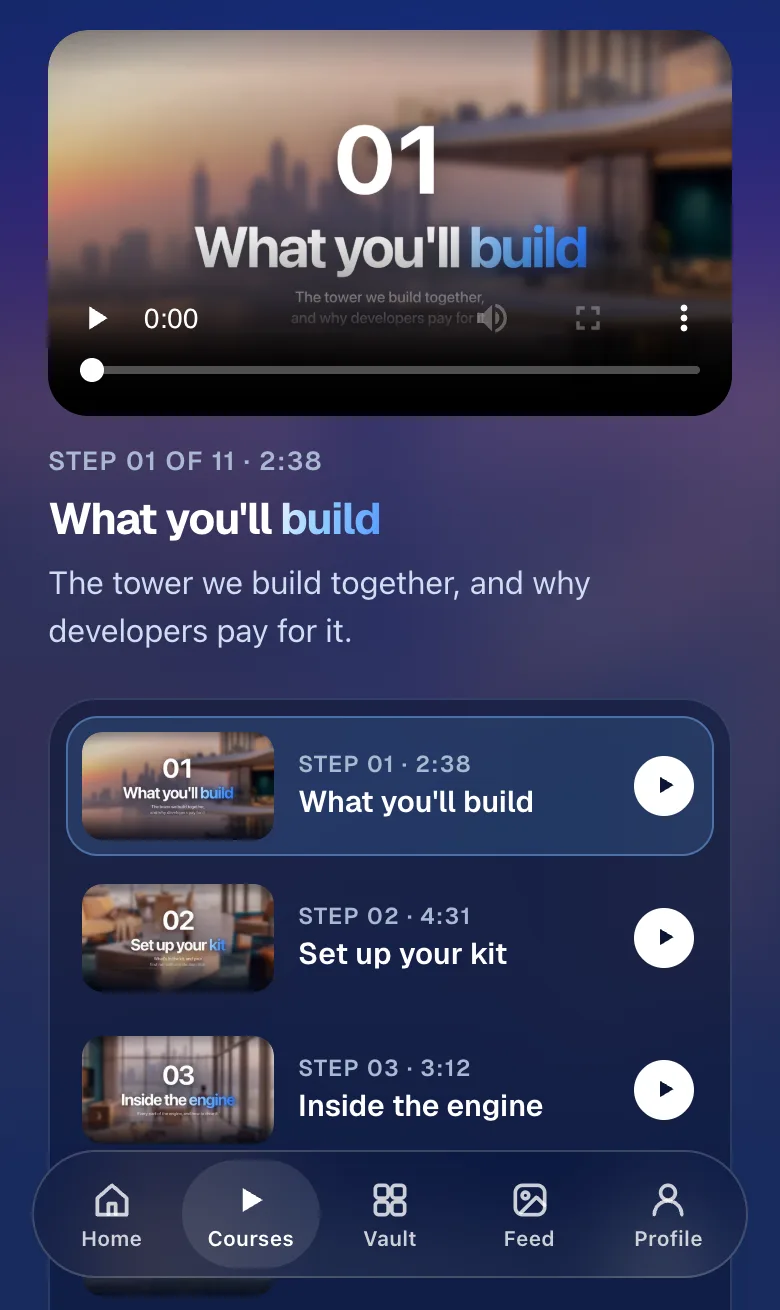 01
What you'll build
The tower we build together,
and why developers pay for
0:00
STEP 01 OF 11 · 2:38
What you'll build
The tower we build together, and why
developers pay for it.
01
What you'll build
STEP 01 · 2:38
What you'll build
02
Set up your kit
STEP 02 · 4:31
Set up your kit
03
Inside the engine
STEP 03 · 3:12
Inside the engine
Home
Courses
Vault
Feed
Profile